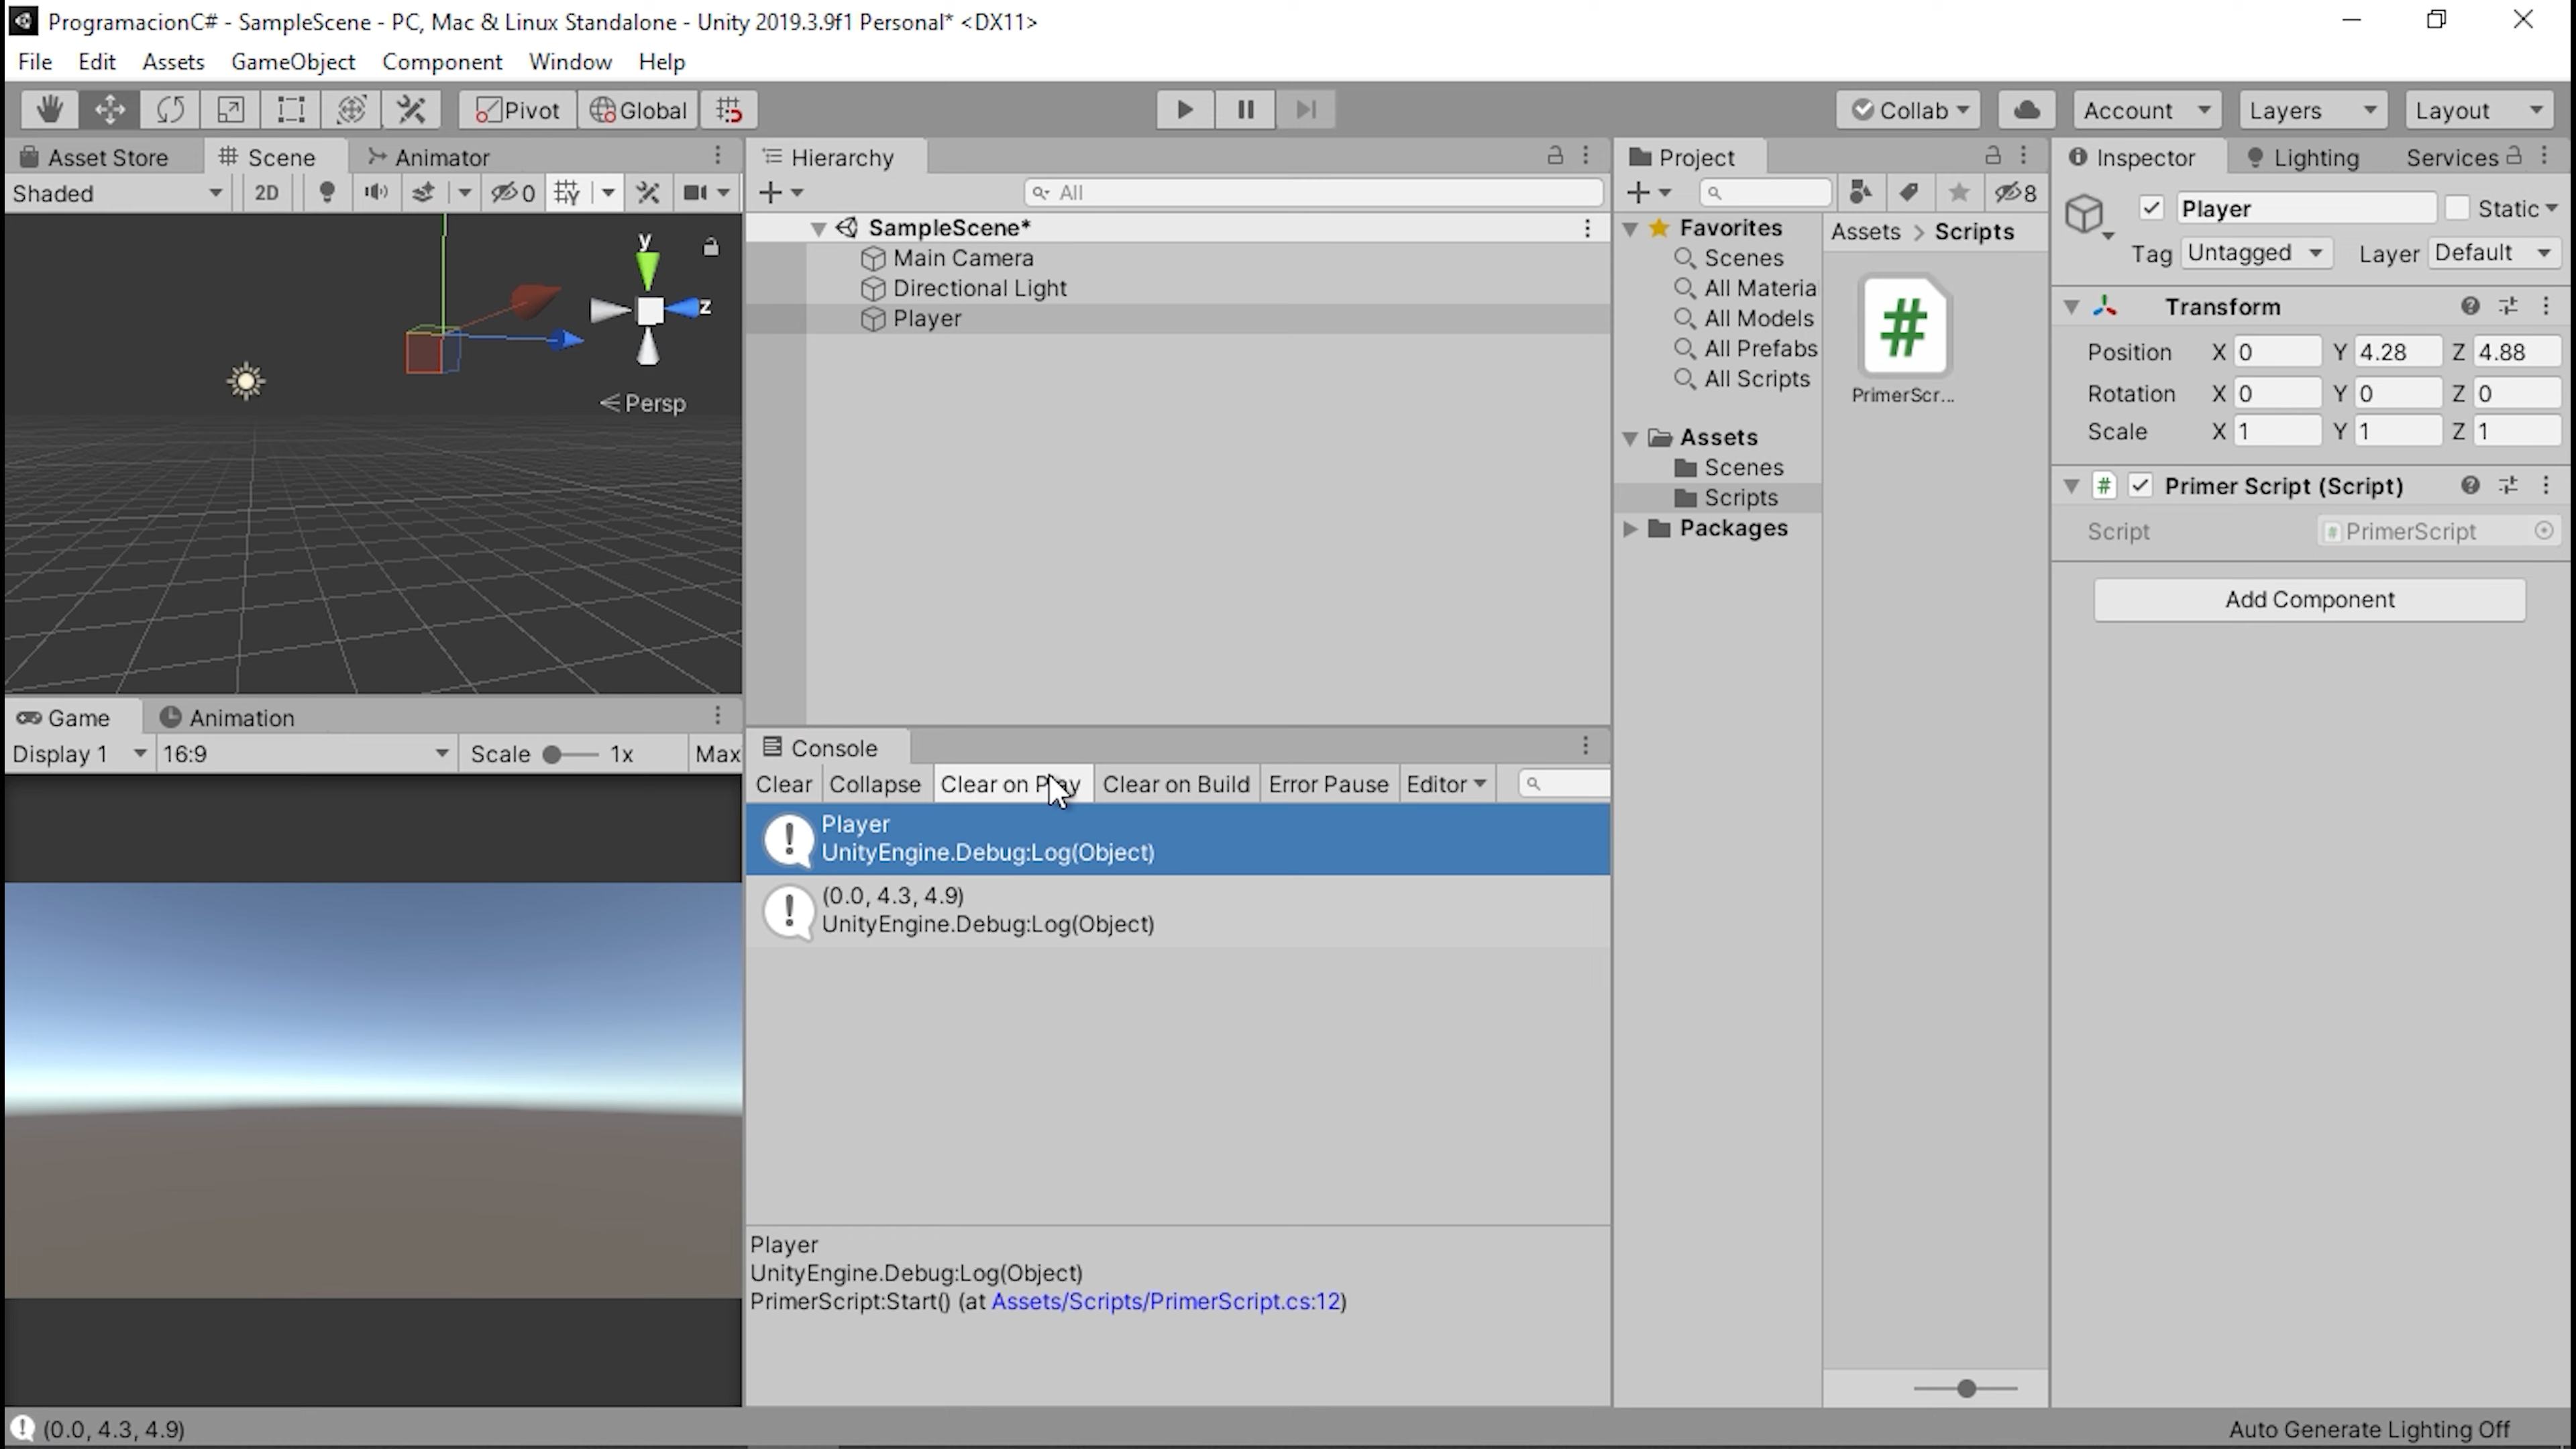 ProgramacionC# - SampleScene - PC, Mac & Linux Standalone - Unity 2019.3.9f1 Personal* <DX11>
File Edit Assets GameObject Component Window Help
Pivot Global Collab Account Layers Layout
Asset Store Scene Animator
Shaded 2D 0
y
z
Persp
Hierarchy
All
SampleScene*
Main Camera
Directional Light
Player
Project
8
Favorites
Scenes
All Materia
All Models
All Prefabs
All Scripts
Assets
Scenes
Scripts
Packages
Assets > Scripts
#
PrimerScr...
Inspector Lighting Services
Player Static
Tag Untagged Layer Default
Transform
Position X 0 Y 4.28 Z 4.88
Rotation X 0 Y 0 Z 0
Scale X 1 Y 1 Z 1
# Primer Script (Script)
Script # PrimerScript
Add Component
Game Animation
Display 1 16:9 Scale 1x Max
Console
Clear Collapse Clear on Play Clear on Build Error Pause Editor
Player
UnityEngine.Debug:Log(Object)
(0.0, 4.3, 4.9)
UnityEngine.Debug:Log(Object)
Player
UnityEngine.Debug:Log(Object)
PrimerScript:Start() (at Assets/Scripts/PrimerScript.cs:12)
(0.0, 4.3, 4.9)
Auto Generate Lighting Off